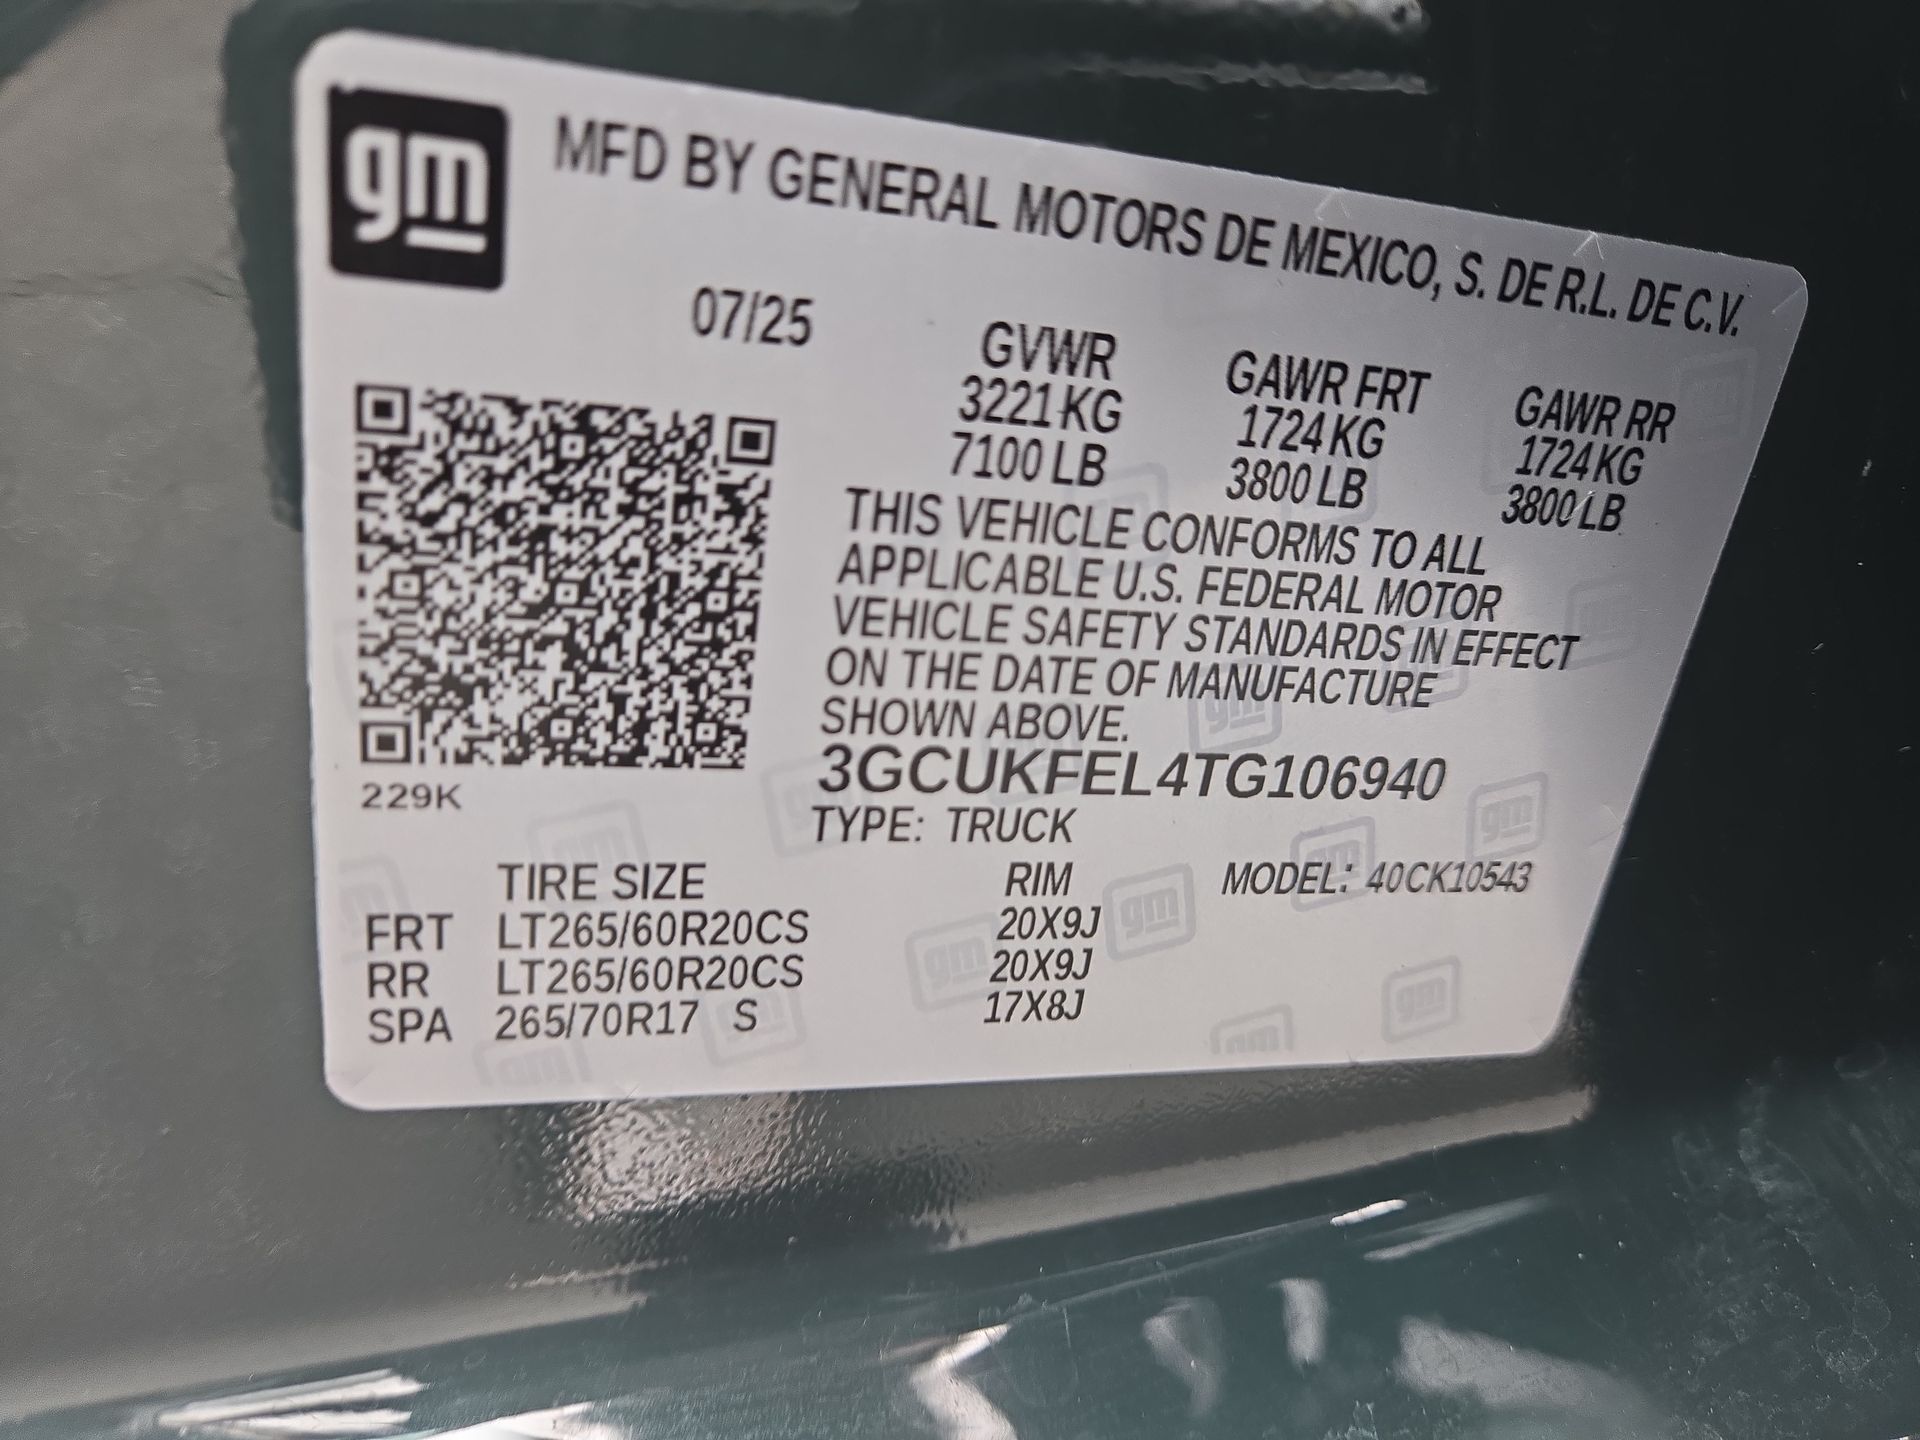 gm
MFD BY GENERAL MOTORS DE MEXICO, S. DE R.L. DE C.V.
07/25
GVWR GAWR FRT GAWR RR
3221 KG 1724 KG 1724 KG
7100 LB 3800 LB 3800 LB
THIS VEHICLE CONFORMS TO ALL
APPLICABLE U.S. FEDERAL MOTOR
VEHICLE SAFETY STANDARDS IN EFFECT
ON THE DATE OF MANUFACTURE
SHOWN ABOVE.
3GCUKFEL4TG106940
229K
TYPE: TRUCK
TIRE SIZE RIM MODEL: 40CK10543
FRT LT265/60R20CS 20X9J
RR LT265/60R20CS 20X9J
SPA 265/70R17 S 17X8J